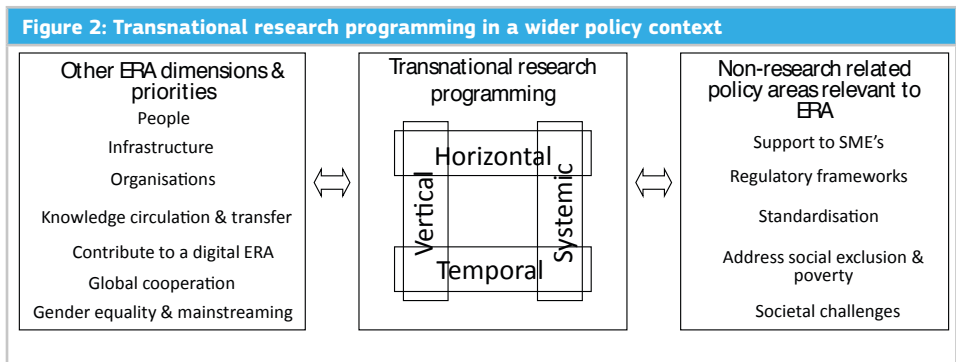 Figure 2: Transnational research programming in a wider policy context
Other ERA dimensions &
priorities
People
Infrastructure
Organisations
Knowledge circulation & transfer
Contribute to a digital ERA
Global cooperation
Gender equality & mainstreaming
Transnational research
programming
Horizontal
Vertical
Systemic
Temporal
Non-research related
policy areas relevant to
ERA
Support to SME's
Regulatory frameworks
Standardisation
Address social exclusion &
poverty
Societal challenges